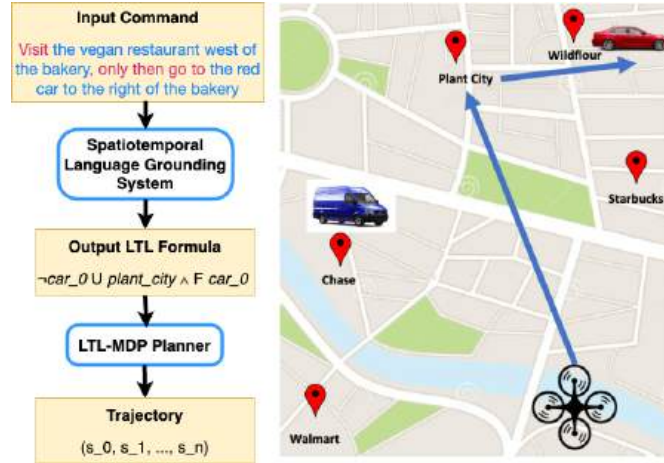 Input Command
Visit the vegan restaurant west of
the bakery, only then go to the red
car to the right of the bakery
Spatiotemporal
Language Grounding
System
Output LTL Formula
¬car_0 U plant_city ∧ F car_0
LTL-MDP Planner
Trajectory
(s_0, s_1, ..., s_n)
Wildflour
Plant City
Starbucks
Chase
Walmart